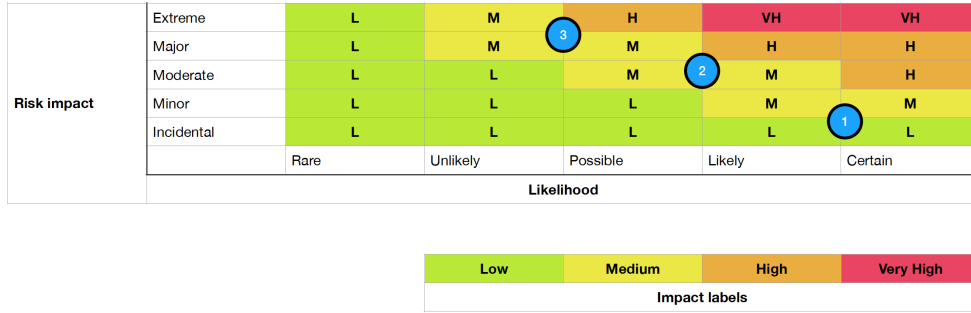 Extreme L M H VH VH
3
Major L M M H H
2
Moderate L L M M H
Risk impact Minor L L L M M
1
Incidental L L L L L
Rare Unlikely Possible Likely Certain
Likelihood
Low Medium High Very High
Impact labels